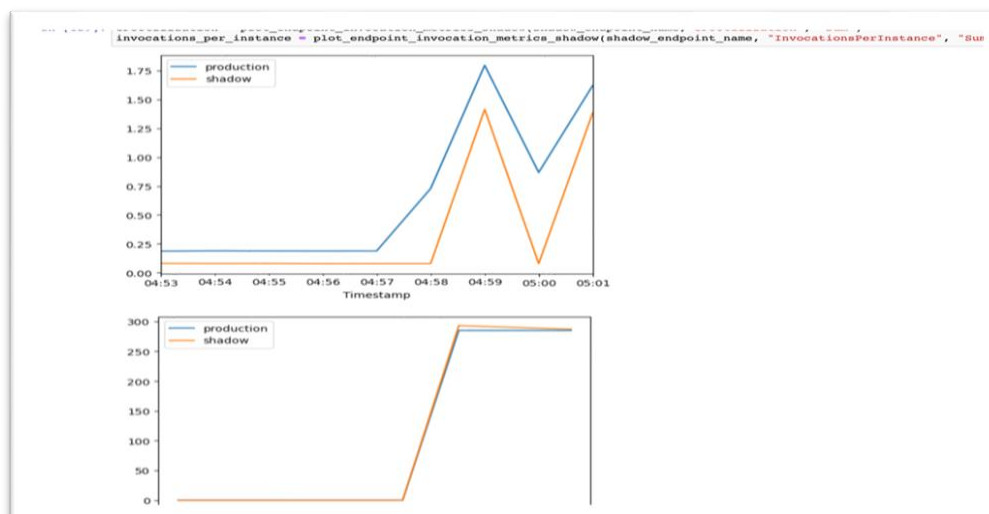 invocations_per_instance = plot_endpoint_invocation_metrics_shadow(shadow_endpoint_name, "InvocationsPerInstance", "Sum
production
shadow
1.75
1.50
1.25
1.00
0.75
0.50
0.25
0.00
04:53 04:54 04:55 04:56 04:57 04:58 04:59 05:00 05:01
Timestamp
production
shadow
300
250
200
150
100
50
0